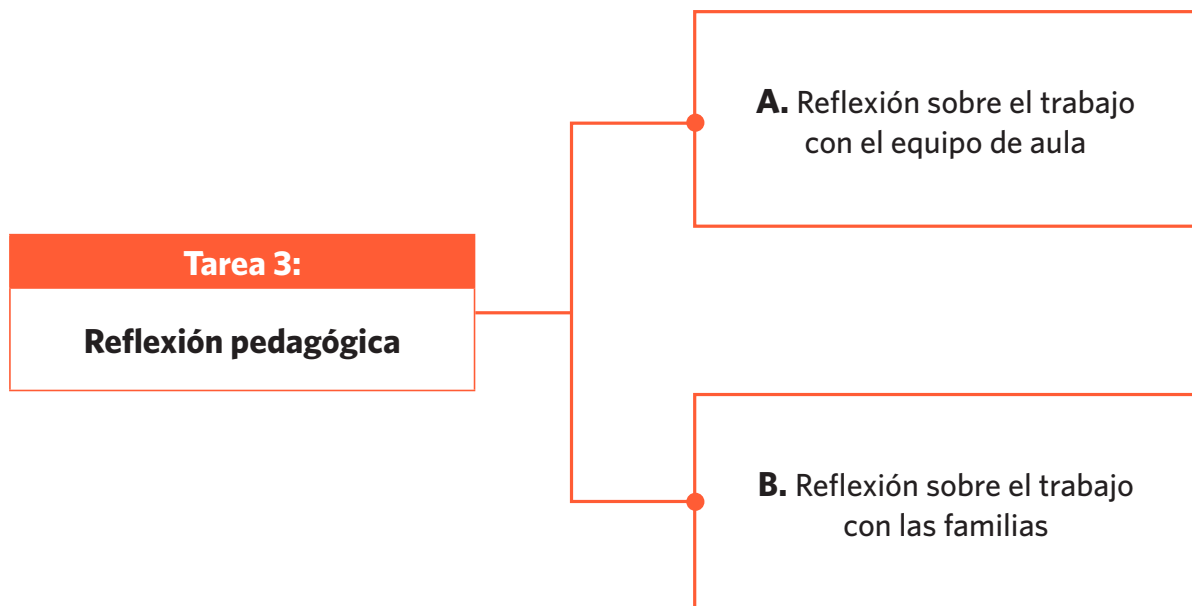 A. Reflexión sobre el trabajo
con el equipo de aula
Tarea 3:
Reflexión pedagógica
B. Reflexión sobre el trabajo
con las familias